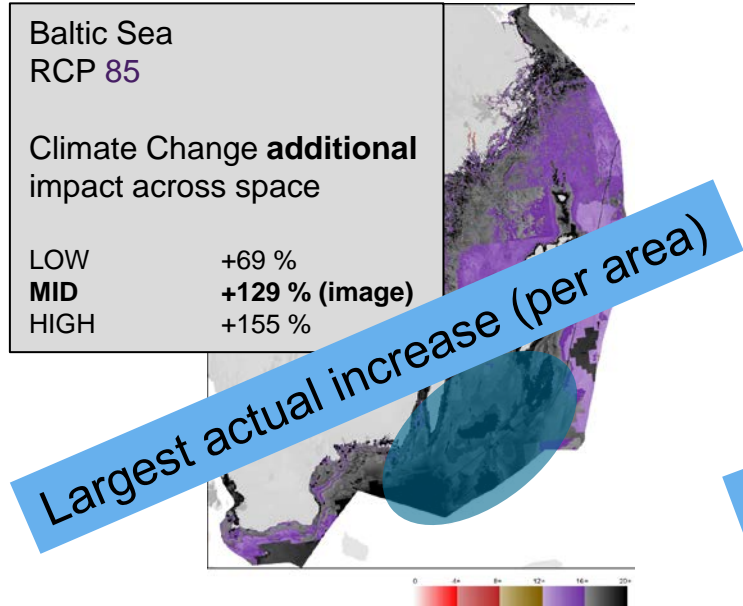 Baltic Sea
RCP 85
Climate Change additional
impact across space
LOW +69 %
MID +129 % (image)
HIGH +155 %
Largest actual increase (per area)
0 4+ 8+ 12+ 16+ 20+